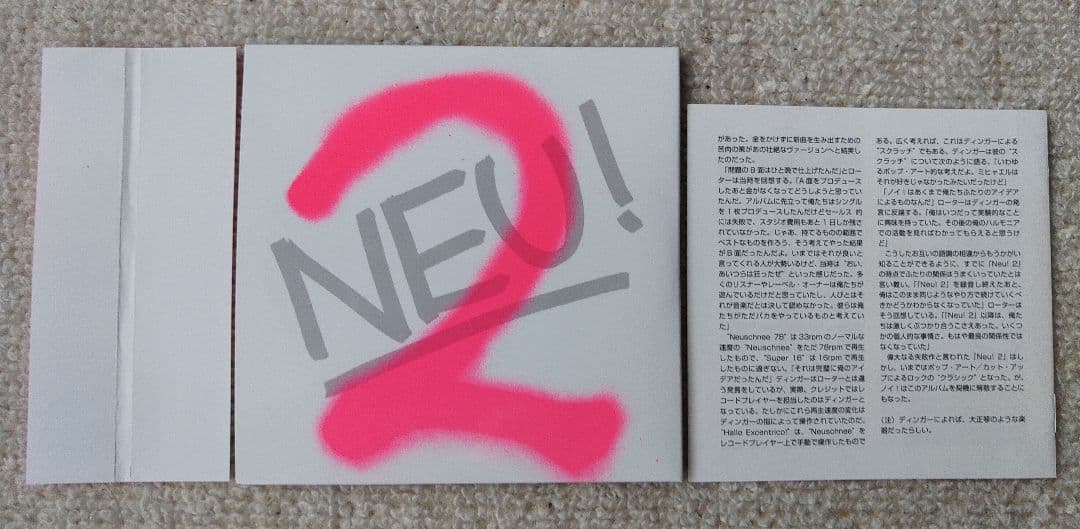 NEU!
2
があった。金をかけずに新曲を生み出すための
苦肉の策があの壮絶なヴァージョンへと結実し
たのだった。
「問題のB面はひと晩で仕上げたんだ」とロー
ターは当時を回想する。「A面をプロデュース
したあと金がなくなってどうしようと思ってい
たんだ。アルバムに先立って俺たちはシングル
を1枚プロデュースしたんだけどセールス的
には失敗で、スタジオ費用もあと1日しか残さ
れていなかった。じゃあ、持てるものの範囲で
ベストなものを作ろう、そう考えてやった結果
がB面だったんだよ。いまではそれが良いと
言ってくれる人が大勢いるけど、当時は“おい、
あいつらは狂ったぜ”といった感じだった。多
くのリスナーやレーベル・オーナーは俺たちが
遊んでいるだけだと思っていたし、人びとはそ
れが音楽だとは決して認めなかった。彼らは俺
たちがただバカをやっているものと考えてい
た」
“Neuschnee 78”は33rpmのノーマルな
速度の“Neuschnee”をただ78rpmで再生
したもので、“Super 16”は16rpmで再生
したものに過ぎない。「それは完璧に俺のアイ
デアだったんだ」ディンガーはローターとは違
う発言をしているが、実際、クレジットではレ
コードプレイヤーを担当したのはディンガーと
なっている。たしかにこれら再生速度の変化は
ディンガーの指によって操作されていたのだ。
“Hallo Excentrico!”は、“Neuschnee”を
レコードプレイヤー上で手動で操作したもので
ある。広く考えれば、これはディンガーによる
“スクラッチ”でもある。ディンガーは彼の“ス
クラッチ”について次のように語る。「いわゆ
るポップ・アート的な考えだよ。ミヒャエルは
それが好きじゃなかったみたいだったけど」
「ノイ!はあくまで俺たちふたりのアイデア
によるものなんだ」ローターはディンガーの発
言に反論する。「俺はいつだって実験的なこと
に興味を持っていた。その後の俺のハルモニア
での活動を見ればわかってもらえると思うけ
ど」
こうしたお互いの語調の相違からもうかがい
知ることができるように、すでに「Neu! 2」
の時点でふたりの関係はうまくいっていたとは
言い難い。「「Neu! 2」を録音し終えたあと、
俺はこのまま同じようなやり方で続けていくべ
きかどうかわからなくなっていた」ローターは
そう回想している。「「Neu! 2」以降は、俺た
ちは激しくぶつかり合うこさえあった。いくつ
かの個人的な事情さ。もはや最良の関係性では
なくなっていた」
偉大なる失敗作と言われた「Neu! 2」はし
かし、いまではポップ・アート/カット・アッ
プによるロックの“クラシック”となった。が、
ノイ!はこのアルバムを契機に解散することに
もなった。
(注)ディンガーによれば、大正琴のような楽
器だったらしい。